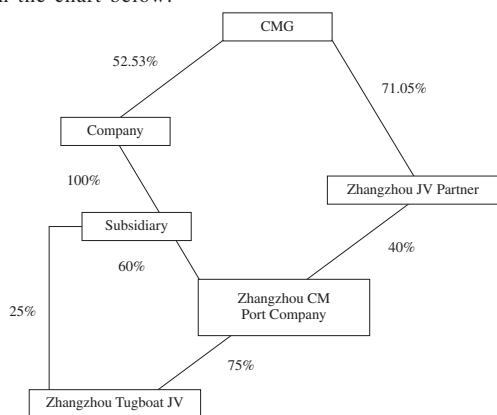 the chart below.
CMG
52.53%
71.05%
Company
100%
Zhangzhou JV Partner
Subsidiary
60%
40%
Zhangzhou CM
Port Company
25%
75%
Zhangzhou Tugboat JV